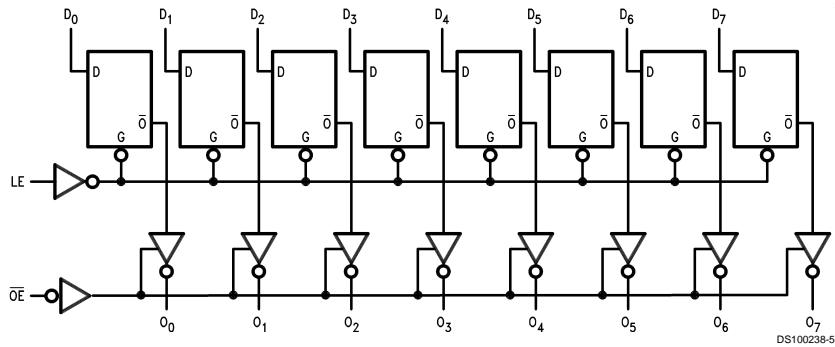 D0 D1 D2 D3 D4 D5 D6 D7
D D D D D D D D
O̅ O̅ O̅ O̅ O̅ O̅ O̅ O̅
G G G G G G G G
LE
O̅E̅
O0 O1 O2 O3 O4 O5 O6 O7
DS100238-5